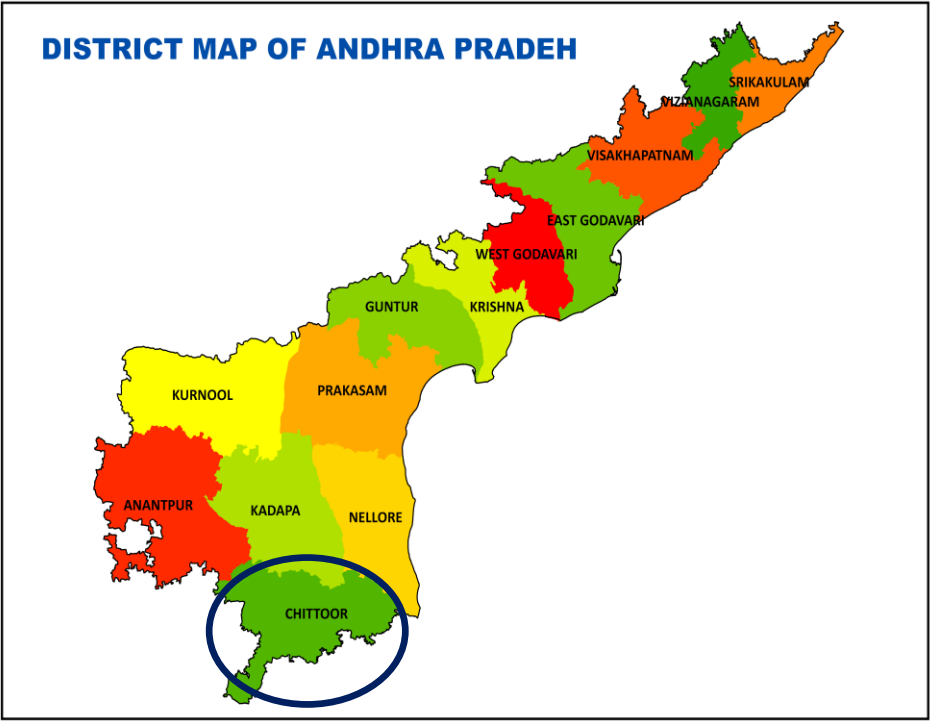 DISTRICT MAP OF ANDHRA PRADEH
SRIKAKULAM
VIZIANAGARAM
VISAKHAPATNAM
EAST GODAVARI
WEST GODAVARI
GUNTUR
KRISHNA
PRAKASAM
KURNOOL
ANANTPUR
KADAPA
NELLORE
CHITTOOR